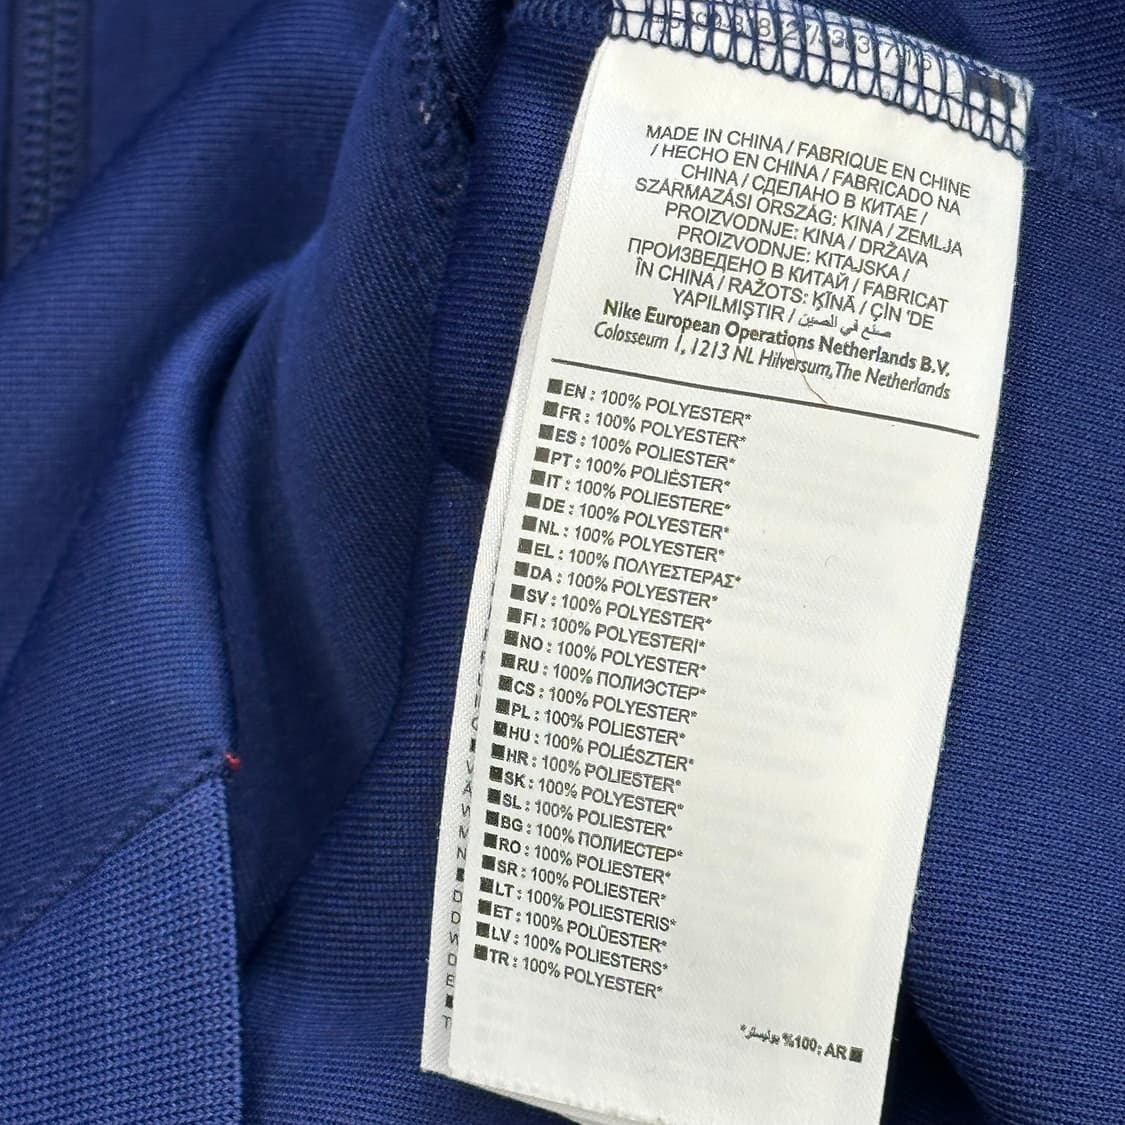 MADE IN CHINA / FABRIQUE EN CHINE
/ HECHO EN CHINA / FABRICADO NA
CHINA / СДЕЛАНО В КИТАЕ /
SZÁRMAZÁSI ORSZÁG: KINA / ZEMLJA
PROIZVODNJE: KINA / DRŽAVA
PROIZVODNJE: KITAJSKA /
ПРОИЗВЕДЕНО В КИТАЙ / FABRICAT
ÎN CHINA / RAŽOTS: ĶĪNĀ / ÇİN 'DE
YAPILMIŞTIR / صنع في الصين
Nike European Operations Netherlands B.V.
Colosseum 1, 1213 NL Hilversum, The Netherlands
EN : 100% POLYESTER*
FR : 100% POLYESTER*
ES : 100% POLIESTER*
PT : 100% POLIÉSTER*
IT : 100% POLIESTERE*
DE : 100% POLYESTER*
NL : 100% POLYESTER*
EL : 100% ΠΟΛΥΕΣΤΕΡΑΣ*
DA : 100% POLYESTER*
SV : 100% POLYESTER*
FI : 100% POLYESTERI*
NO : 100% POLYESTER*
RU : 100% ПОЛИЭСТЕР*
CS : 100% POLYESTER*
PL : 100% POLIESTER*
HU : 100% POLIÉSZTER*
HR : 100% POLIESTER*
SK : 100% POLYESTER*
SL : 100% POLIESTER*
BG : 100% ПОЛИЕСТЕР*
RO : 100% POLIESTER*
SR : 100% POLIESTER*
LT : 100% POLIESTERIS*
ET : 100% POLÜESTER*
LV : 100% POLIESTERS*
TR : 100% POLYESTER*
AR :100% بوليستر*